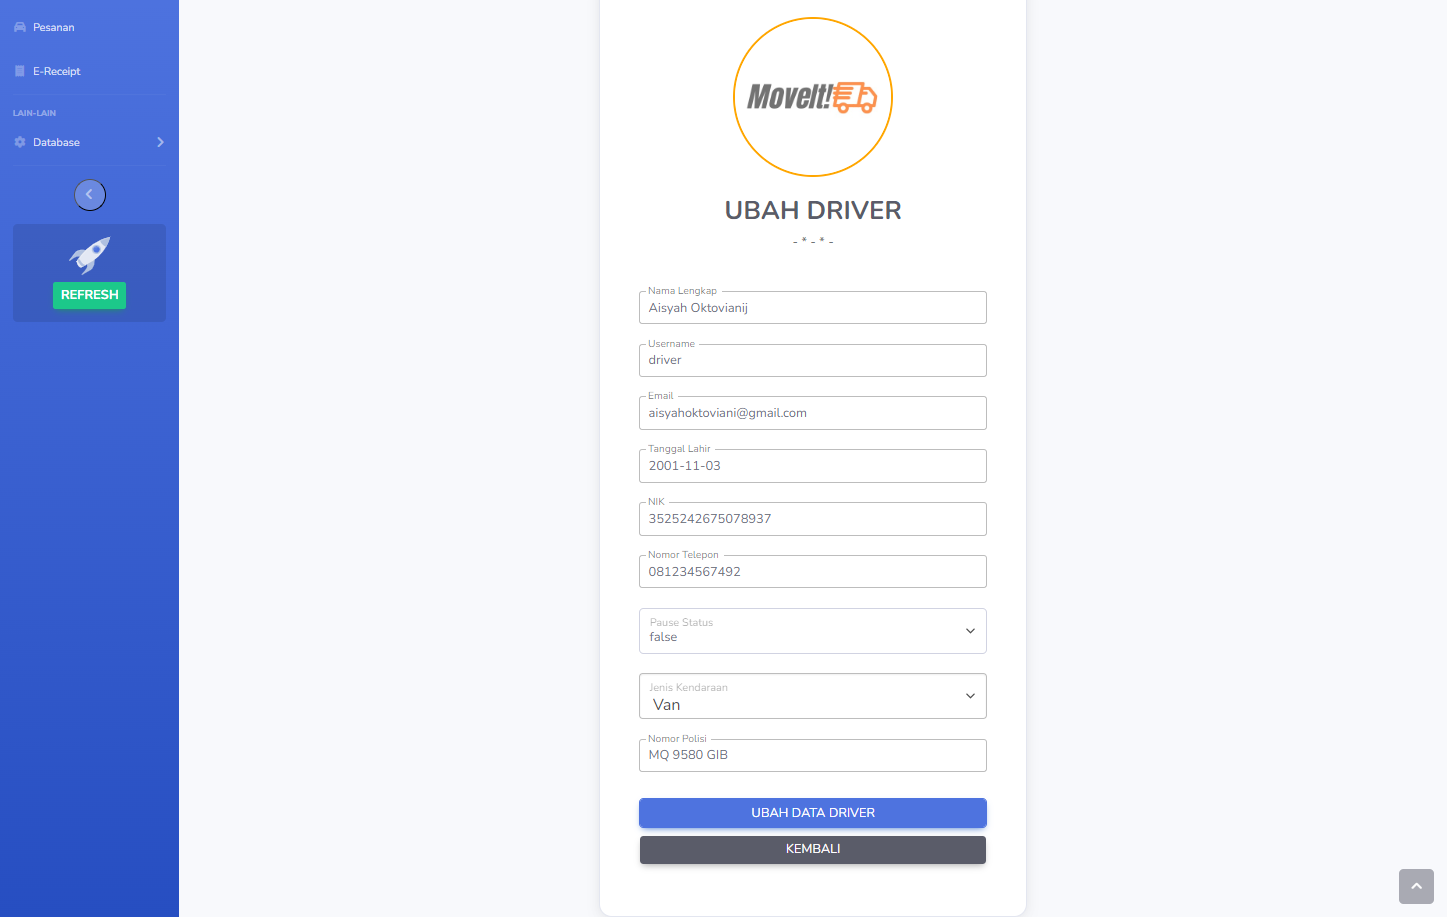 Pesanan
E-Receipt
LAIN-LAIN
Database
REFRESH
MoveIt!
UBAH DRIVER
- * - * -
Nama Lengkap
Aisyah Oktovianij
Username
driver
Email
aisyahoktoviani@gmail.com
Tanggal Lahir
2001-11-03
NIK
3525242675078937
Nomor Telepon
081234567492
Pause Status
false
Jenis Kendaraan
Van
Nomor Polisi
MQ 9580 GIB
UBAH DATA DRIVER
KEMBALI